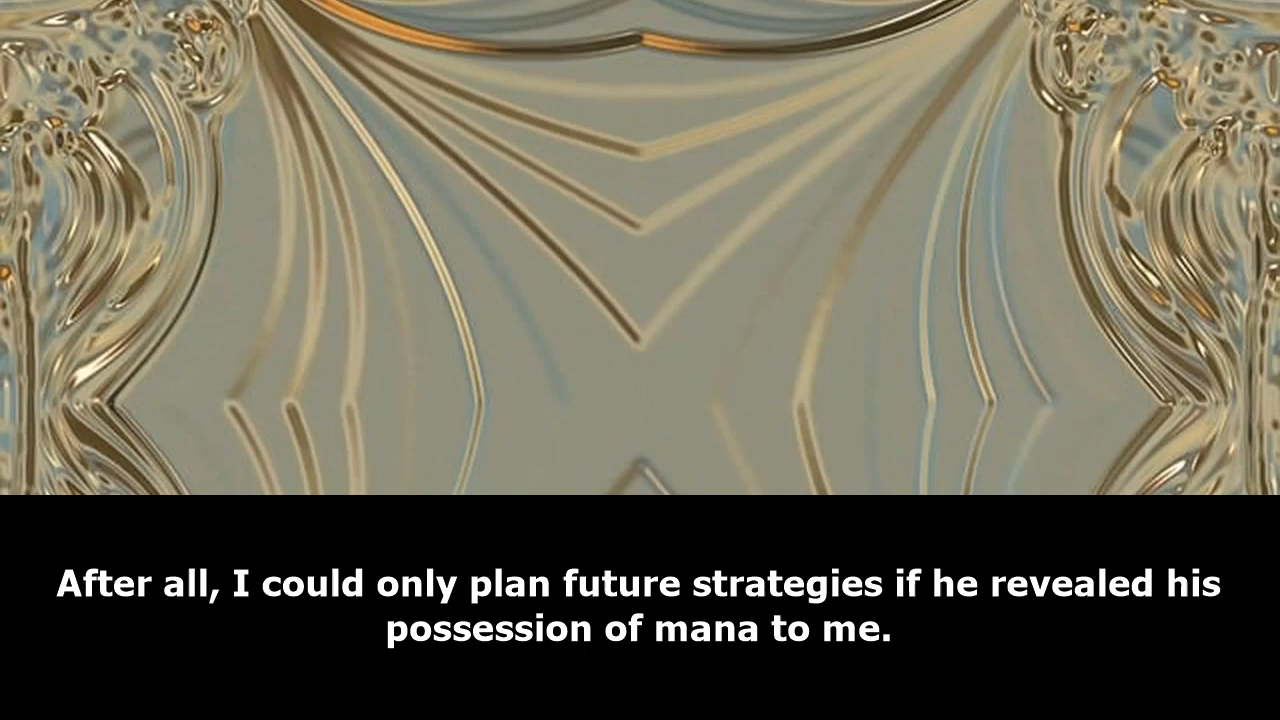 After all, I could only plan future strategies if he revealed his
possession of mana to me.